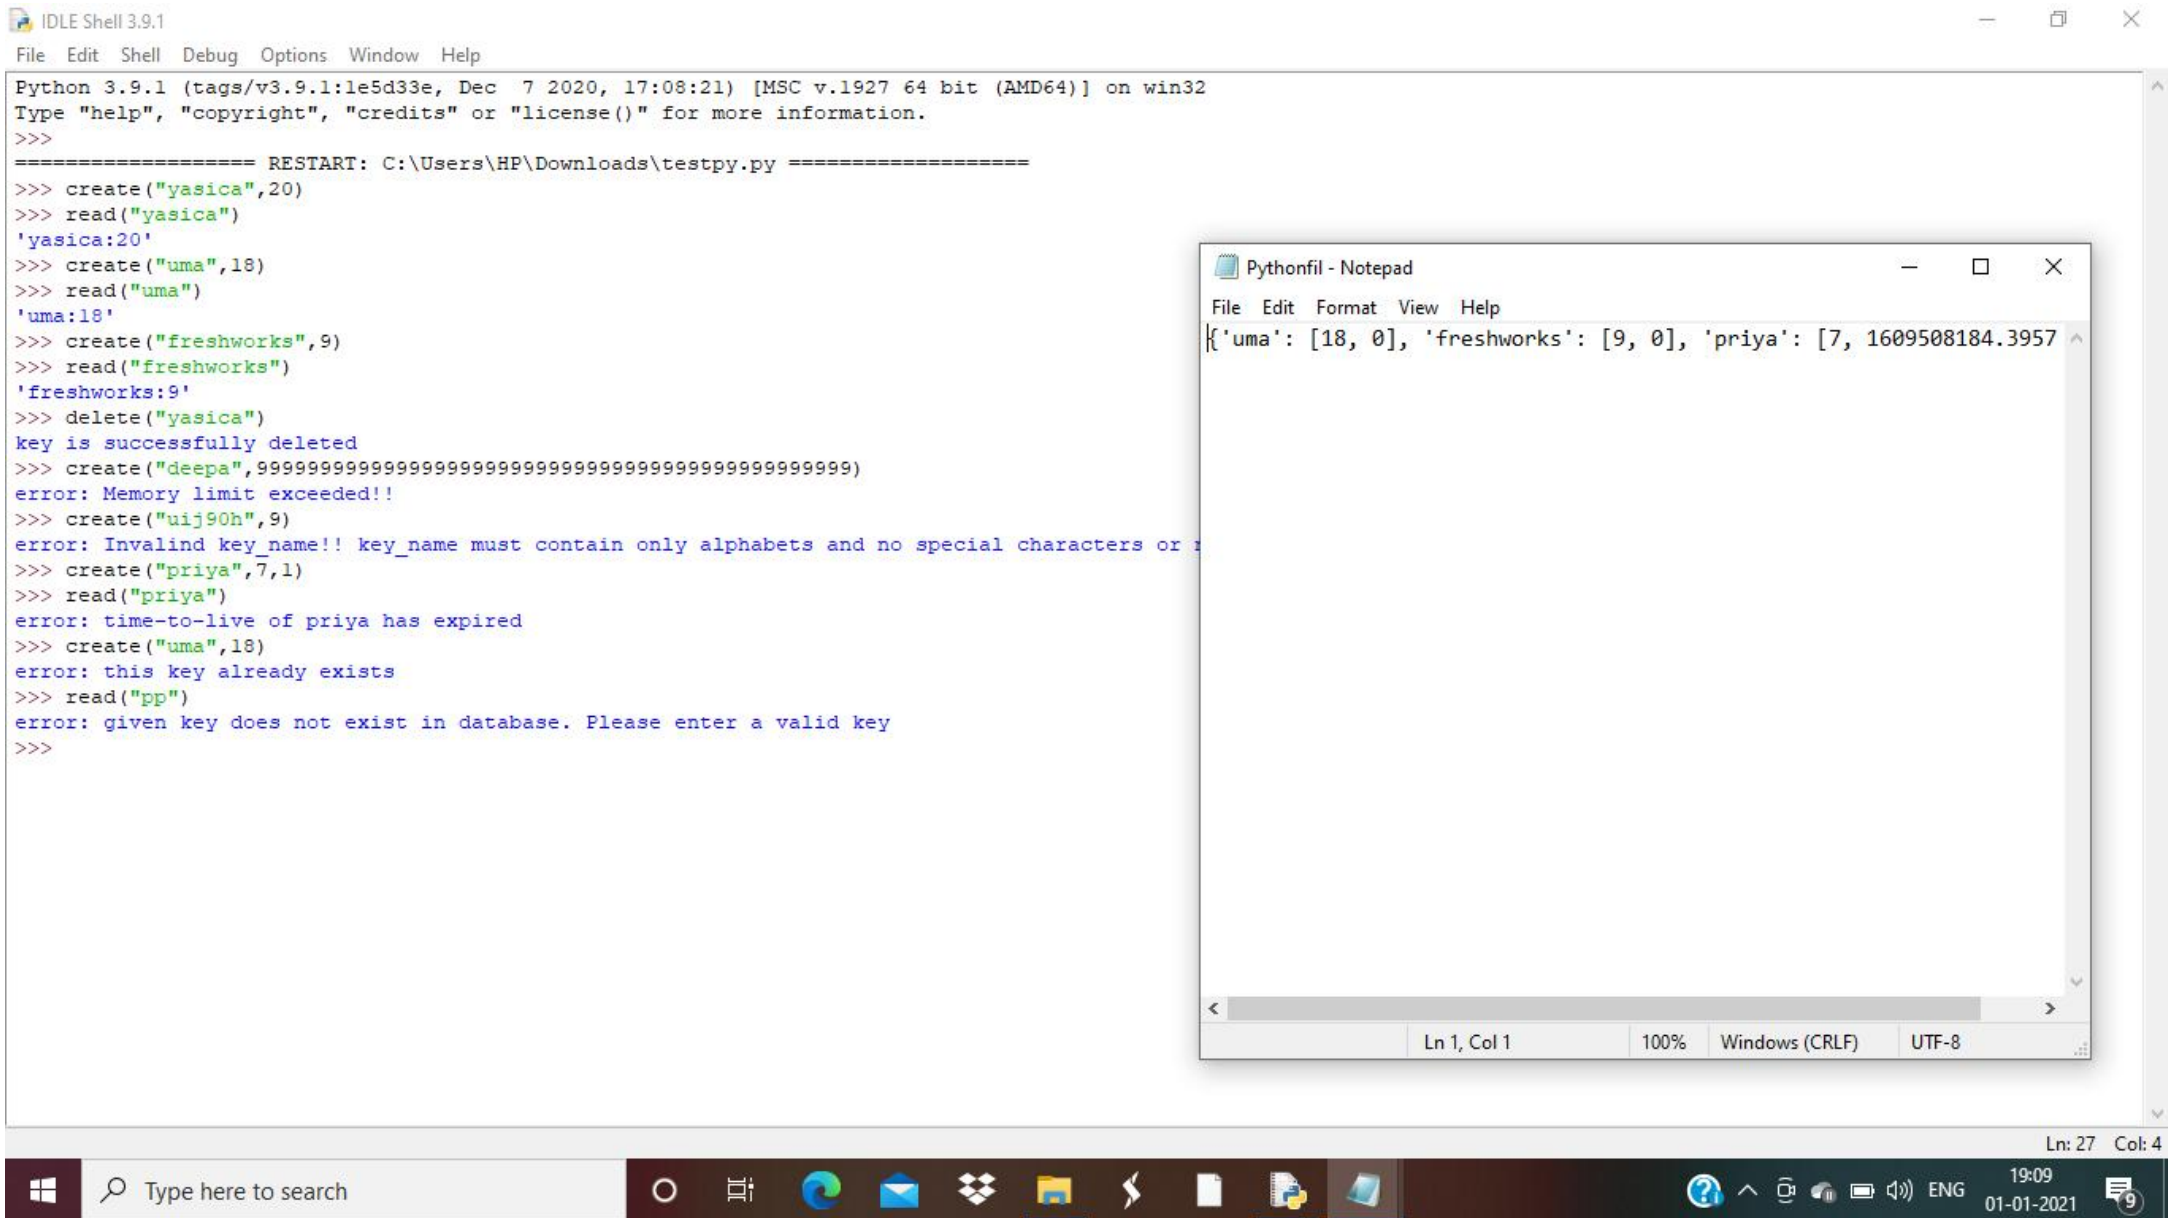 IDLE Shell 3.9.1
File Edit Shell Debug Options Window Help
Python 3.9.1 (tags/v3.9.1:1e5d33e, Dec  7 2020, 17:08:21) [MSC v.1927 64 bit (AMD64)] on win32
Type "help", "copyright", "credits" or "license()" for more information.
>>>
=================== RESTART: C:\Users\HP\Downloads\testpy.py ===================
>>> create("yasica",20)
>>> read("yasica")
'yasica:20'
>>> create("uma",18)
>>> read("uma")
'uma:18'
>>> create("freshworks",9)
>>> read("freshworks")
'freshworks:9'
>>> delete("yasica")
key is successfully deleted
>>> create("deepa",99999999999999999999999999999999999999999999999)
error: Memory limit exceeded!!
>>> create("uij90h",9)
error: Invalind key_name!! key_name must contain only alphabets and no special characters or
>>> create("priya",7,1)
>>> read("priya")
error: time-to-live of priya has expired
>>> create("uma",18)
error: this key already exists
>>> read("pp")
error: given key does not exist in database. Please enter a valid key
>>>
Pythonfil - Notepad
File Edit Format View Help
{'uma': [18, 0], 'freshworks': [9, 0], 'priya': [7, 1609508184.3957
Ln 1, Col 1 100% Windows (CRLF) UTF-8
Ln: 27 Col: 4
Type here to search
ENG
19:09
01-01-2021
9